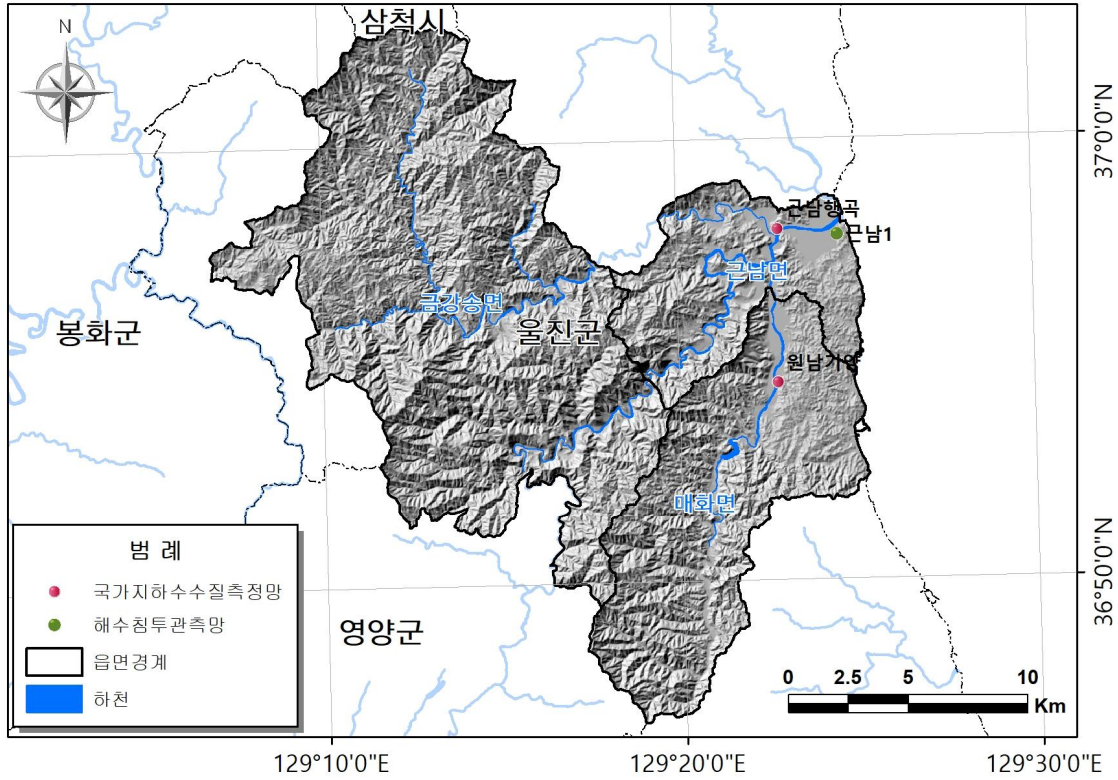 삼척시
N
37°0'0"N
근남행곡
근남1
근남면
금강송면
울진군
봉화군
원남기양
매화면
36°50'0"N
범 례
국가지하수수질측정망
해수침투관측망
읍면경계
하천
영양군
0 2.5 5 10
Km
129°10'0"E 129°20'0"E 129°30'0"E